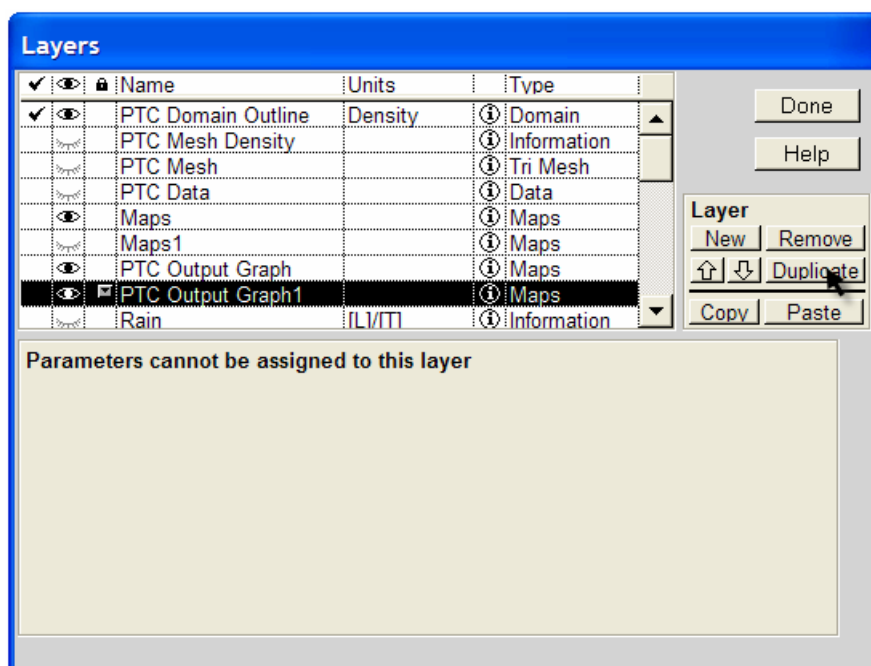 Layers
Name Units Type
PTC Domain Outline Density Domain
PTC Mesh Density Information
PTC Mesh Tri Mesh
PTC Data Data
Maps Maps
Maps1 Maps
PTC Output Graph Maps
PTC Output Graph1 Maps
Rain [L]/[T] Information
Done
Help
Layer
New Remove
Duplicate
Copy Paste
Parameters cannot be assigned to this layer